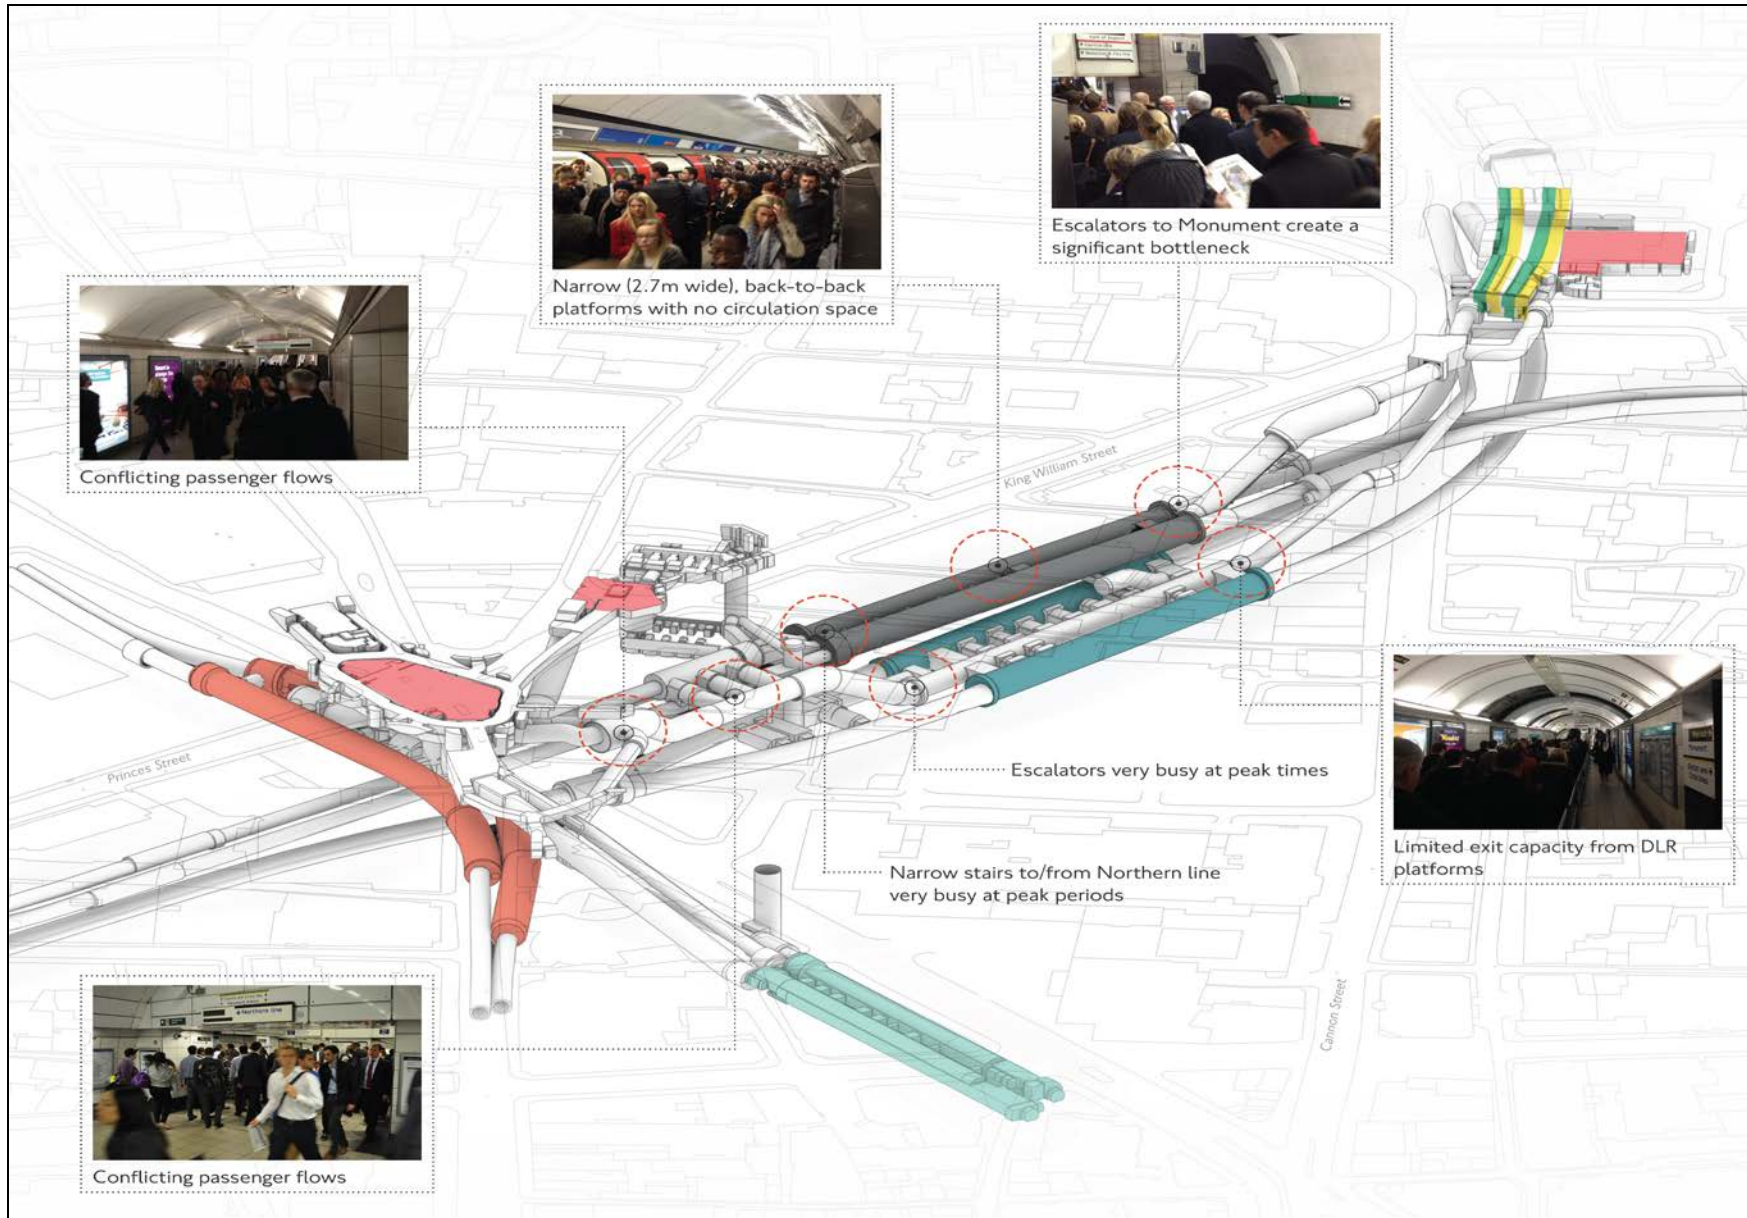 Escalators to Monument create a
significant bottleneck
Narrow (2.7m wide), back-to-back
platforms with no circulation space
Conflicting passenger flows
King William Street
Princes Street
Escalators very busy at peak times
Narrow stairs to/from Northern line
very busy at peak periods
Limited exit capacity from DLR
platforms
Cannon Street
Northern line
Conflicting passenger flows